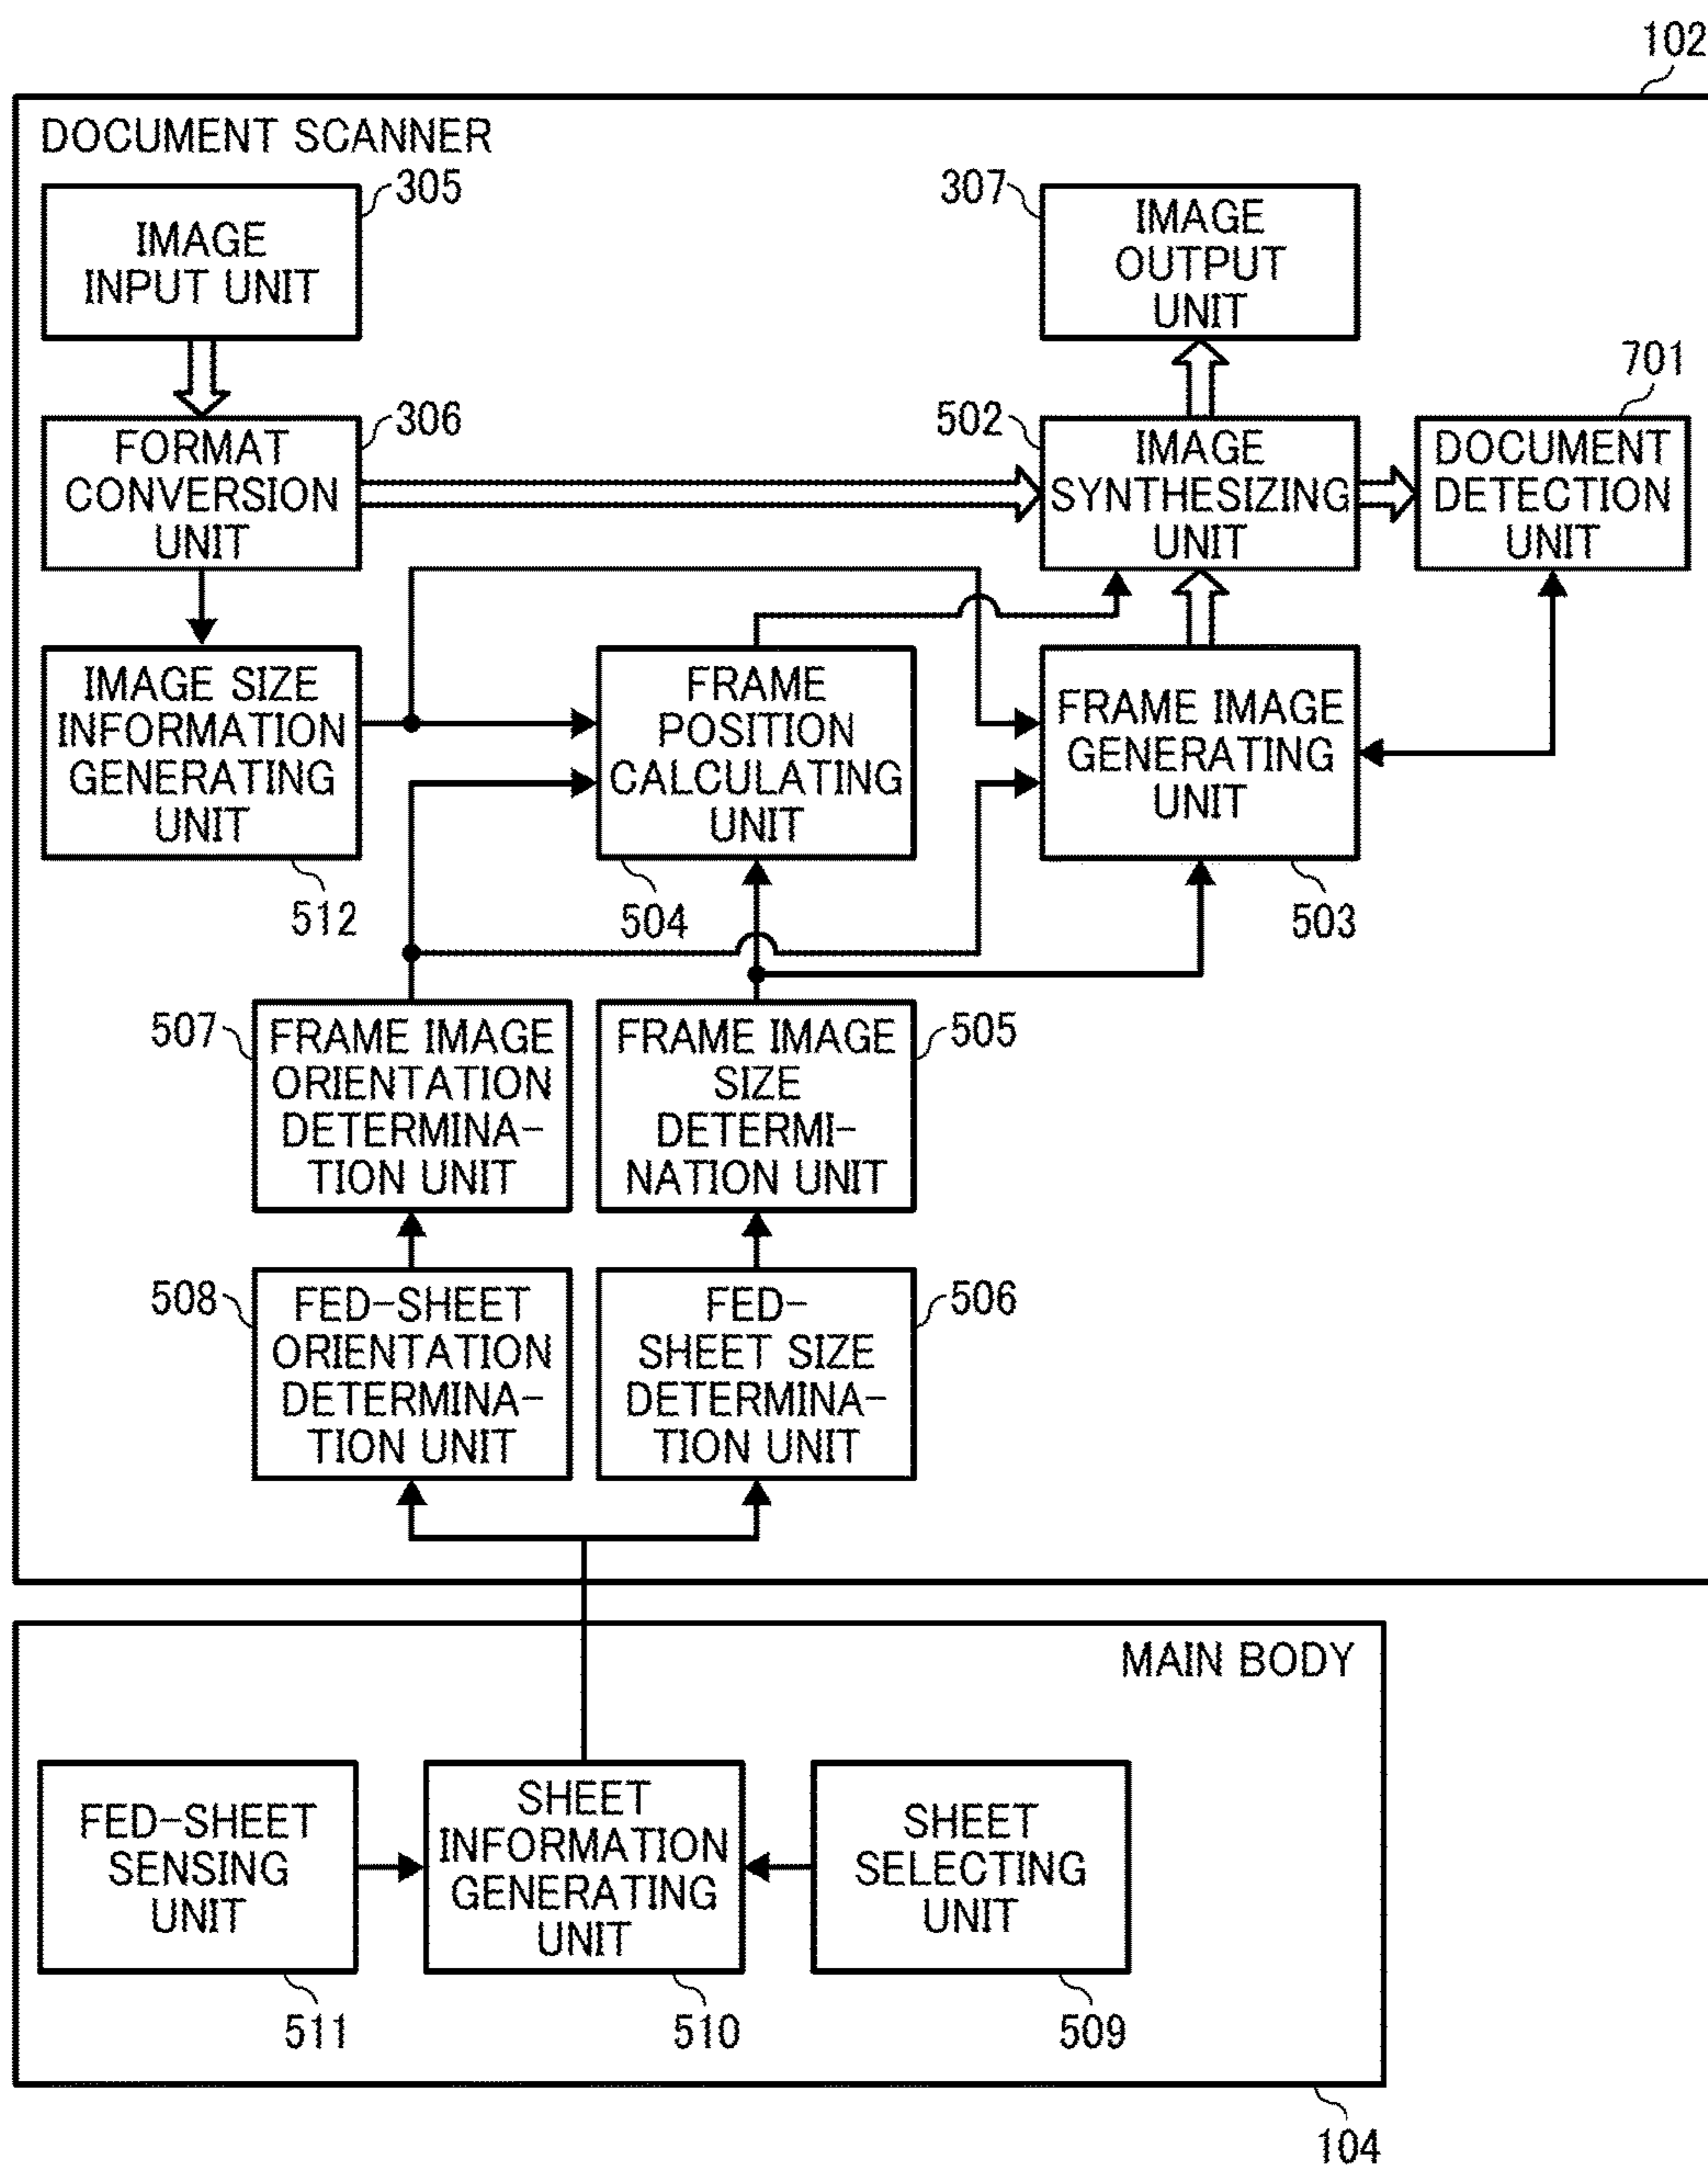 102
DOCUMENT SCANNER
305
IMAGE
INPUT UNIT
307
IMAGE
OUTPUT
UNIT
306
FORMAT
CONVERSION
UNIT
502
IMAGE
SYNTHESIZING
UNIT
701
DOCUMENT
DETECTION
UNIT
IMAGE SIZE
INFORMATION
GENERATING
UNIT
512
FRAME
POSITION
CALCULATING
UNIT
504
FRAME IMAGE
GENERATING
UNIT
503
507
FRAME IMAGE
ORIENTATION
DETERMINA-
TION UNIT
505
FRAME IMAGE
SIZE
DETERMI-
NATION UNIT
508
FED-SHEET
ORIENTATION
DETERMINA-
TION UNIT
506
FED-
SHEET SIZE
DETERMINA-
TION UNIT
MAIN BODY
FED-SHEET
SENSING
UNIT
511
SHEET
INFORMATION
GENERATING
UNIT
510
SHEET
SELECTING
UNIT
509
104